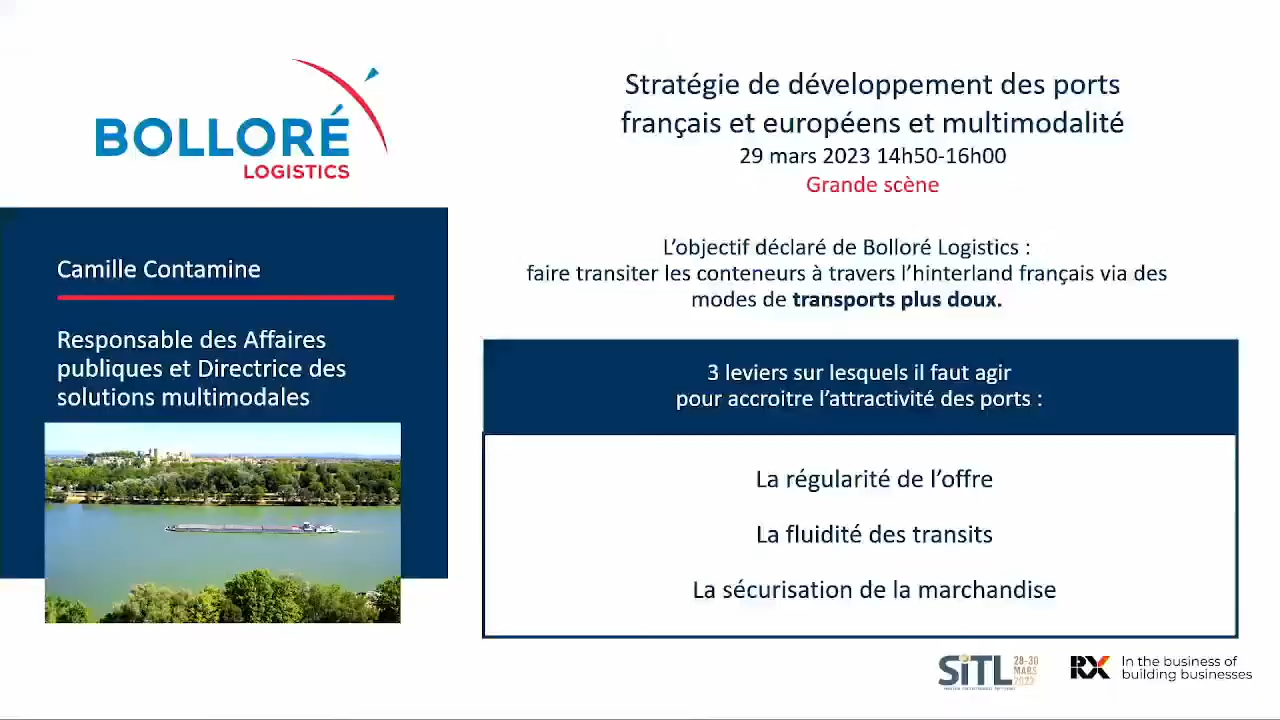 BOLLORÉ
LOGISTICS
Stratégie de développement des ports
français et européens et multimodalité
29 mars 2023 14h50-16h00
Grande scène
Camille Contamine
Responsable des Affaires
publiques et Directrice des
solutions multimodales
L’objectif déclaré de Bolloré Logistics :
faire transiter les conteneurs à travers l’hinterland français via des
modes de transports plus doux.
3 leviers sur lesquels il faut agir
pour accroitre l’attractivité des ports :
La régularité de l’offre
La fluidité des transits
La sécurisation de la marchandise
SiTL
28-30
MARS
RX
In the business of
building businesses